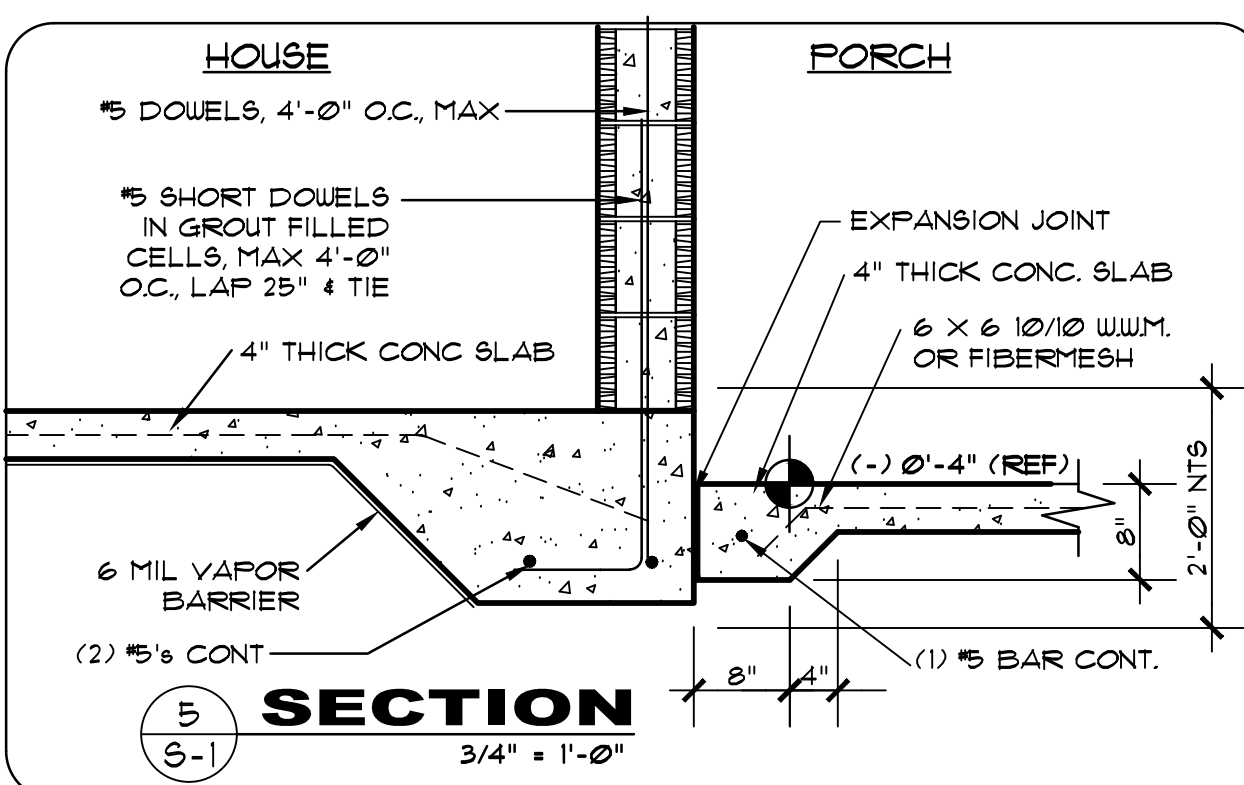 HOUSE
PORCH
#5 DOWELS, 4'-0" O.C., MAX
#5 SHORT DOWELS
IN GROUT FILLED
CELLS, MAX 4'-0"
O.C., LAP 25" & TIE
4" THICK CONC SLAB
EXPANSION JOINT
4" THICK CONC. SLAB
6 X 6 10/10 W.W.M.
OR FIBERMESH
(-) 0'-4" (REF)
8"
2'-0" NTS
6 MIL VAPOR
BARRIER
(2) #5's CONT
8"
4"
(1) #5 BAR CONT.
5
S-1
SECTION
3/4" = 1'-0"